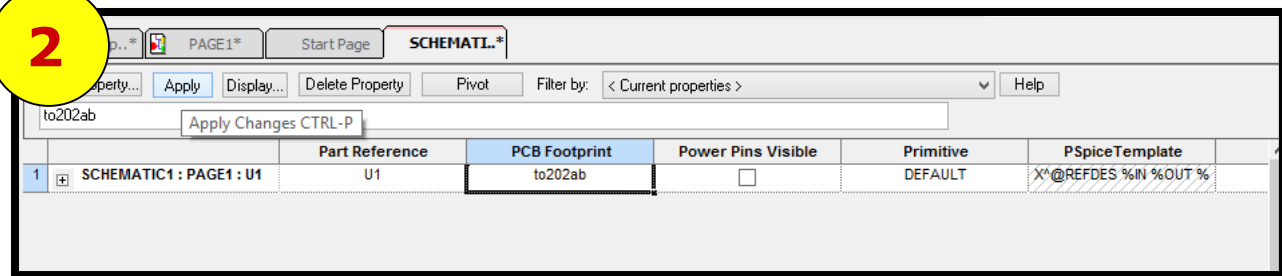 2
p..* PAGE1* Start Page SCHEMATI..*
Apply Display... Delete Property Pivot Filter by: < Current properties > Help
to202ab
Apply Changes CTRL-P
Part Reference PCB Footprint Power Pins Visible Primitive PSpiceTemplate
1 SCHEMATIC1 : PAGE1 : U1 U1 to202ab DEFAULT X^@REFDES %IN %OUT %